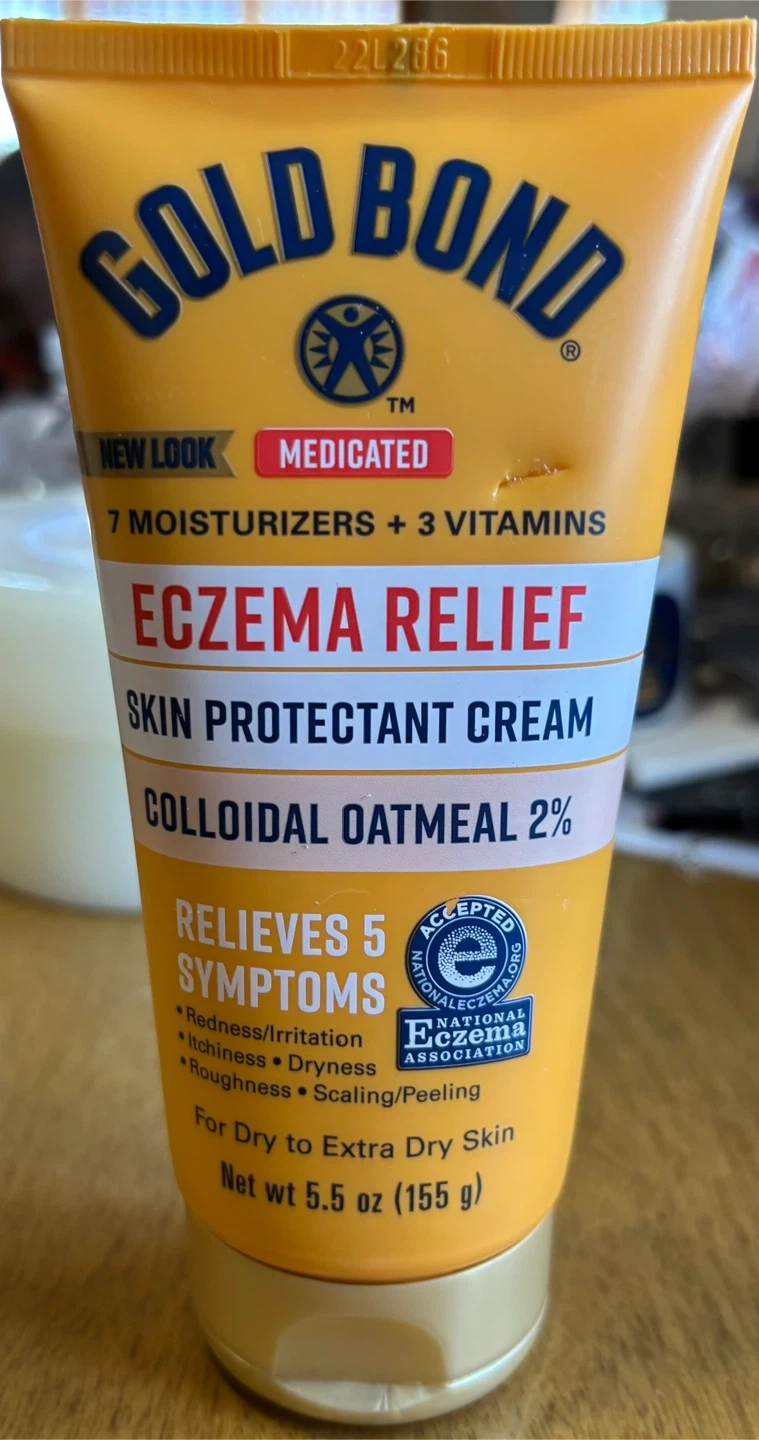 22L286
GOLD BOND
®
TM
NEW LOOK
MEDICATED
7 MOISTURIZERS + 3 VITAMINS
ECZEMA RELIEF
SKIN PROTECTANT CREAM
COLLOIDAL OATMEAL 2%
RELIEVES 5
SYMPTOMS
• Redness/Irritation
• Itchiness • Dryness
• Roughness • Scaling/Peeling
ACCEPTED
NATIONALECZEMA.ORG
e
NATIONAL
Eczema
ASSOCIATION
For Dry to Extra Dry Skin
Net wt 5.5 oz (155 g)